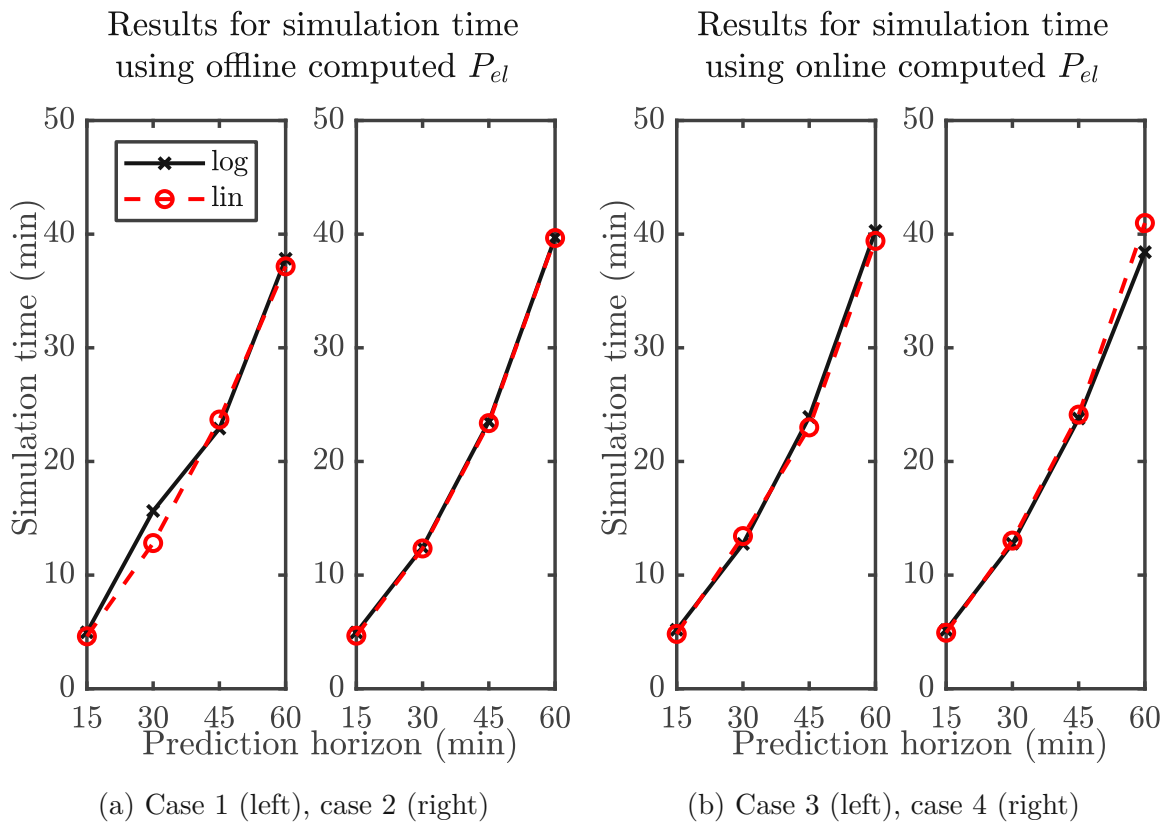 Results for simulation time
using offline computed P_el
Results for simulation time
using online computed P_el
Simulation time (min)
50
40
30
20
10
0
log
lin
15 30 45 60
50
40
30
20
10
0
15 30 45 60
Prediction horizon (min)
(a) Case 1 (left), case 2 (right)
Simulation time (min)
50
40
30
20
10
0
15 30 45 60
50
40
30
20
10
0
15 30 45 60
Prediction horizon (min)
(b) Case 3 (left), case 4 (right)